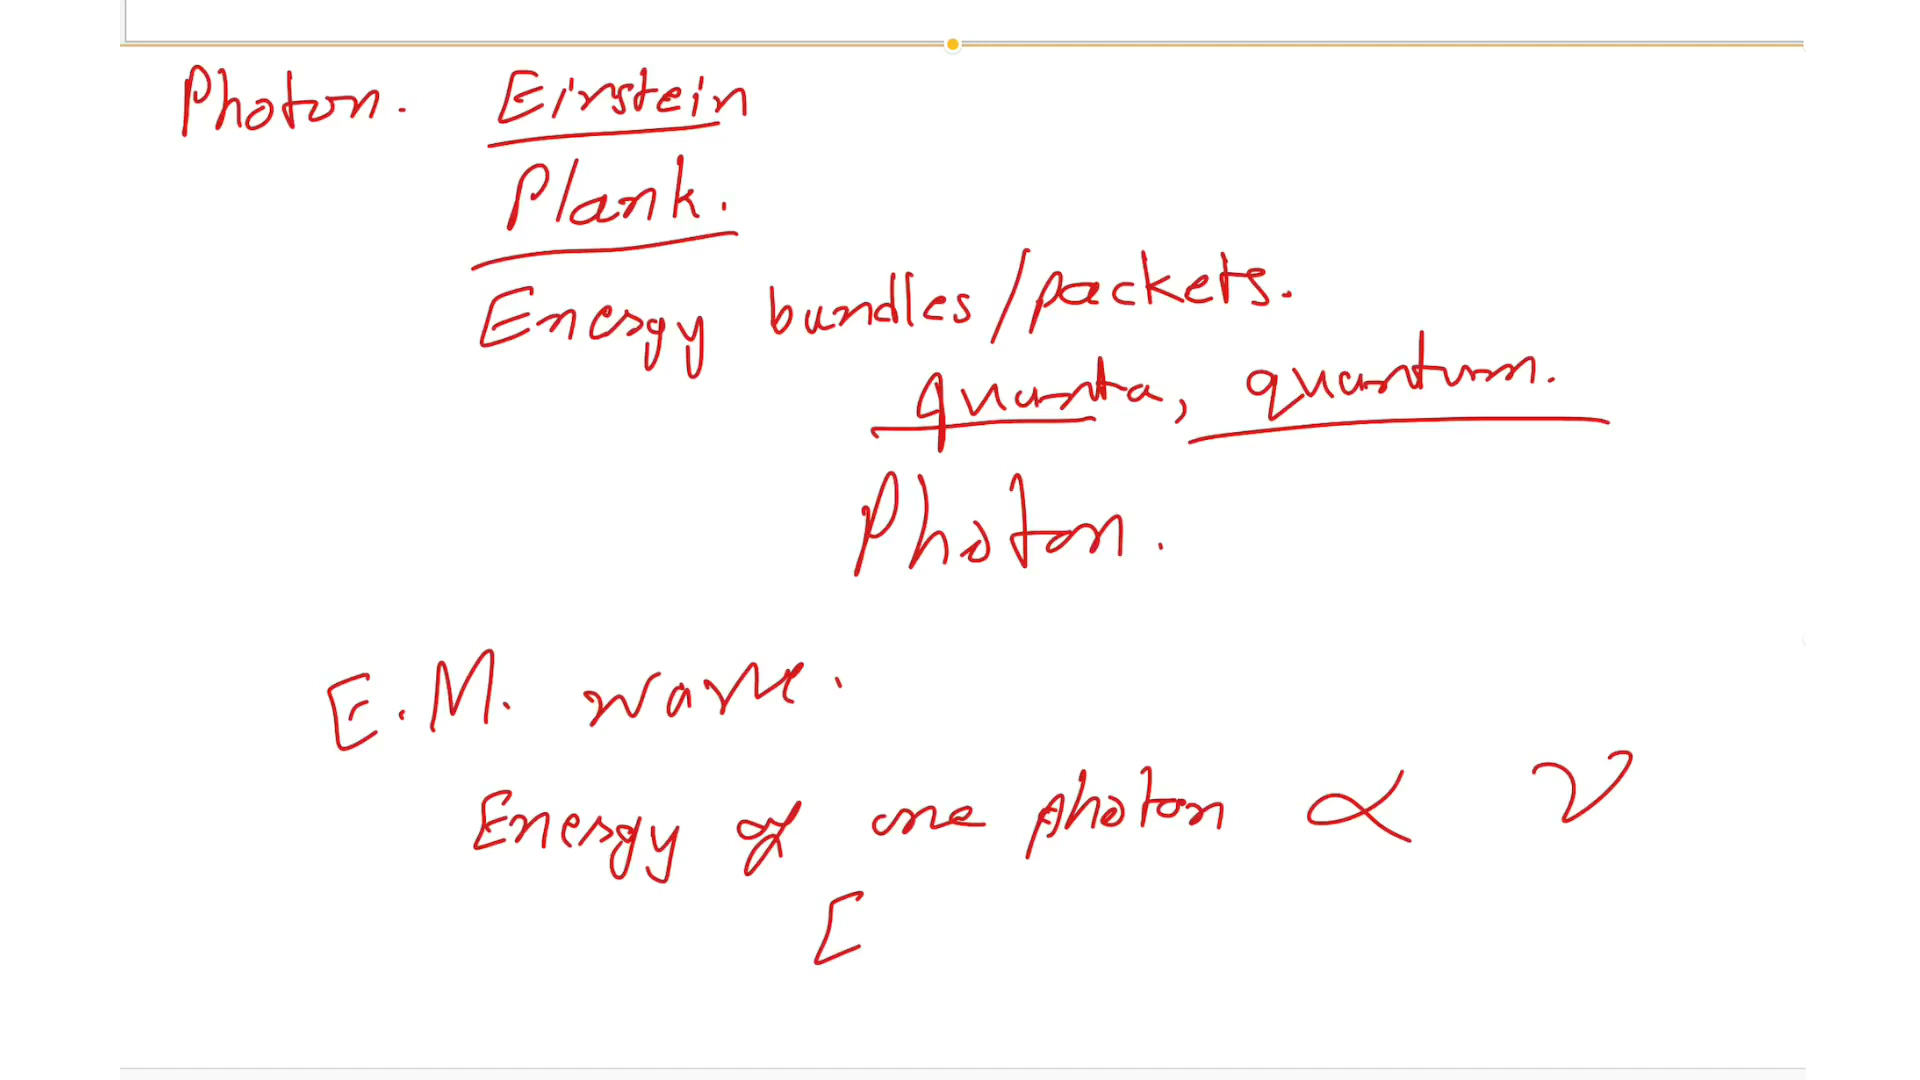 Photon. Einstein
Plank.
Energy bundles/packets.
quanta, quantum.
Photon.
E.M. wave.
Energy of one photon ∝ ν
[